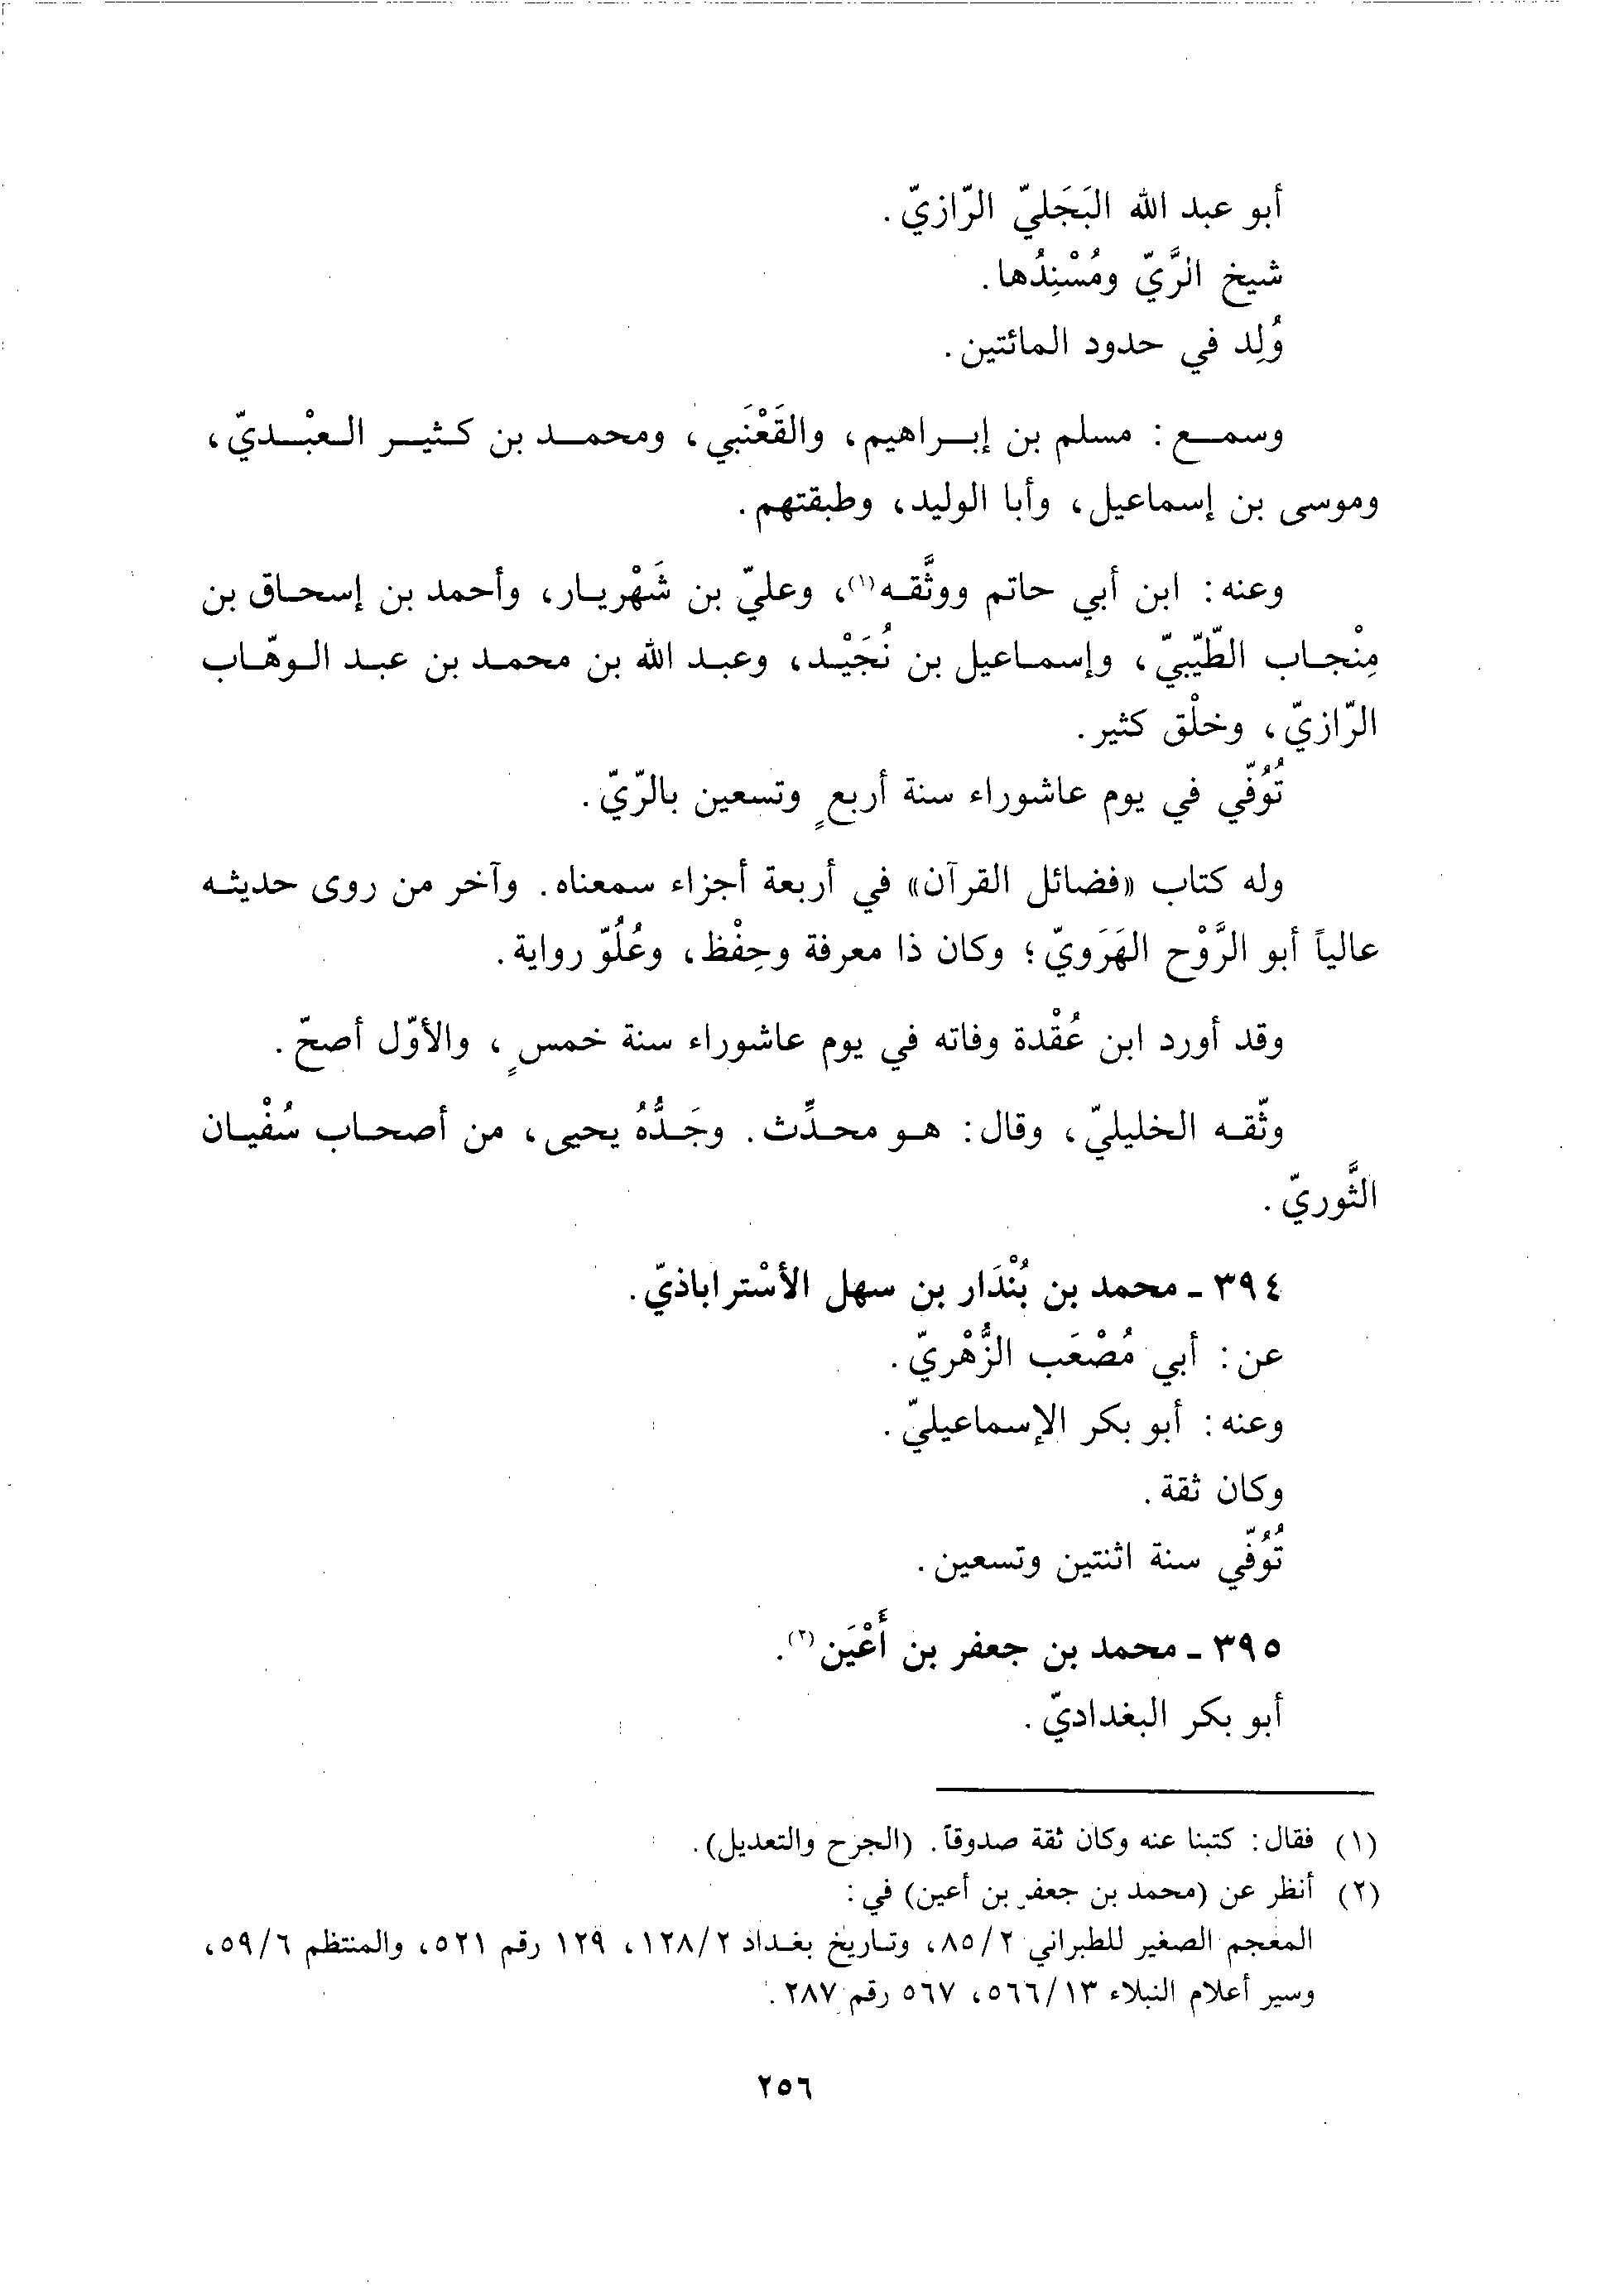 أبو عبد الله البَجَليّ الرّازيّ.
شيخ الرَّيّ ومُسْنِدُها.
وُلِد في حدود المائتين.
وسمع: مسلم بن إبراهيم، والقَعْنَبي، ومحمد بن كثير العبْديّ،
وموسى بن إسماعيل، وأبا الوليد، وطبقتهم.
وعنه: ابن أبي حاتم ووثَّقه(١)، وعليّ بن شَهْريار، وأحمد بن إسحاق بن
مِنْجاب الطّيّبيّ، وإسماعيل بن نُجَيْد، وعبد الله بن محمد بن عبد الوهّاب
الرّازيّ، وخلْق كثير.
تُوُفّي في يوم عاشوراء سنة أربعٍ وتسعين بالرّيّ.
وله كتاب «فضائل القرآن» في أربعة أجزاء سمعناه. وآخر من روى حديثه
عالياً أبو الرَّوْح الهَرَويّ؛ وكان ذا معرفة وحِفْظ، وعُلُوّ رواية.
وقد أورد ابن عُقْدة وفاته في يوم عاشوراء سنة خمسٍ، والأوّل أصحّ.
وثّقه الخليليّ، وقال: هو محدِّث. وجَدُّهُ يحيى، من أصحاب سُفْيان
الثَّوريّ.
٣٩٤ ـ محمد بن بُنْدَار بن سهل الأسْتراباذيّ.
عن: أبي مُصْعَب الزُّهْريّ.
وعنه: أبو بكر الإسماعيليّ.
وكان ثقة.
تُوُفّي سنة اثنتين وتسعين.
٣٩٥ ـ محمد بن جعفر بن أَعْيَن(٢).
أبو بكر البغداديّ.
(١) فقال: كتبنا عنه وكان ثقة صدوقاً. (الجرح والتعديل).
(٢) أنظر عن (محمد بن جعفر بن أعين) في:
المعجم الصغير للطبراني ٨٥/٢، وتاريخ بغداد ١٢٨/٢، ١٢٩ رقم ٥٢١، والمنتظم ٥٩/٦،
وسير أعلام النبلاء ٥٦٦/١٣، ٥٦٧ رقم ٢٨٧.
٢٥٦